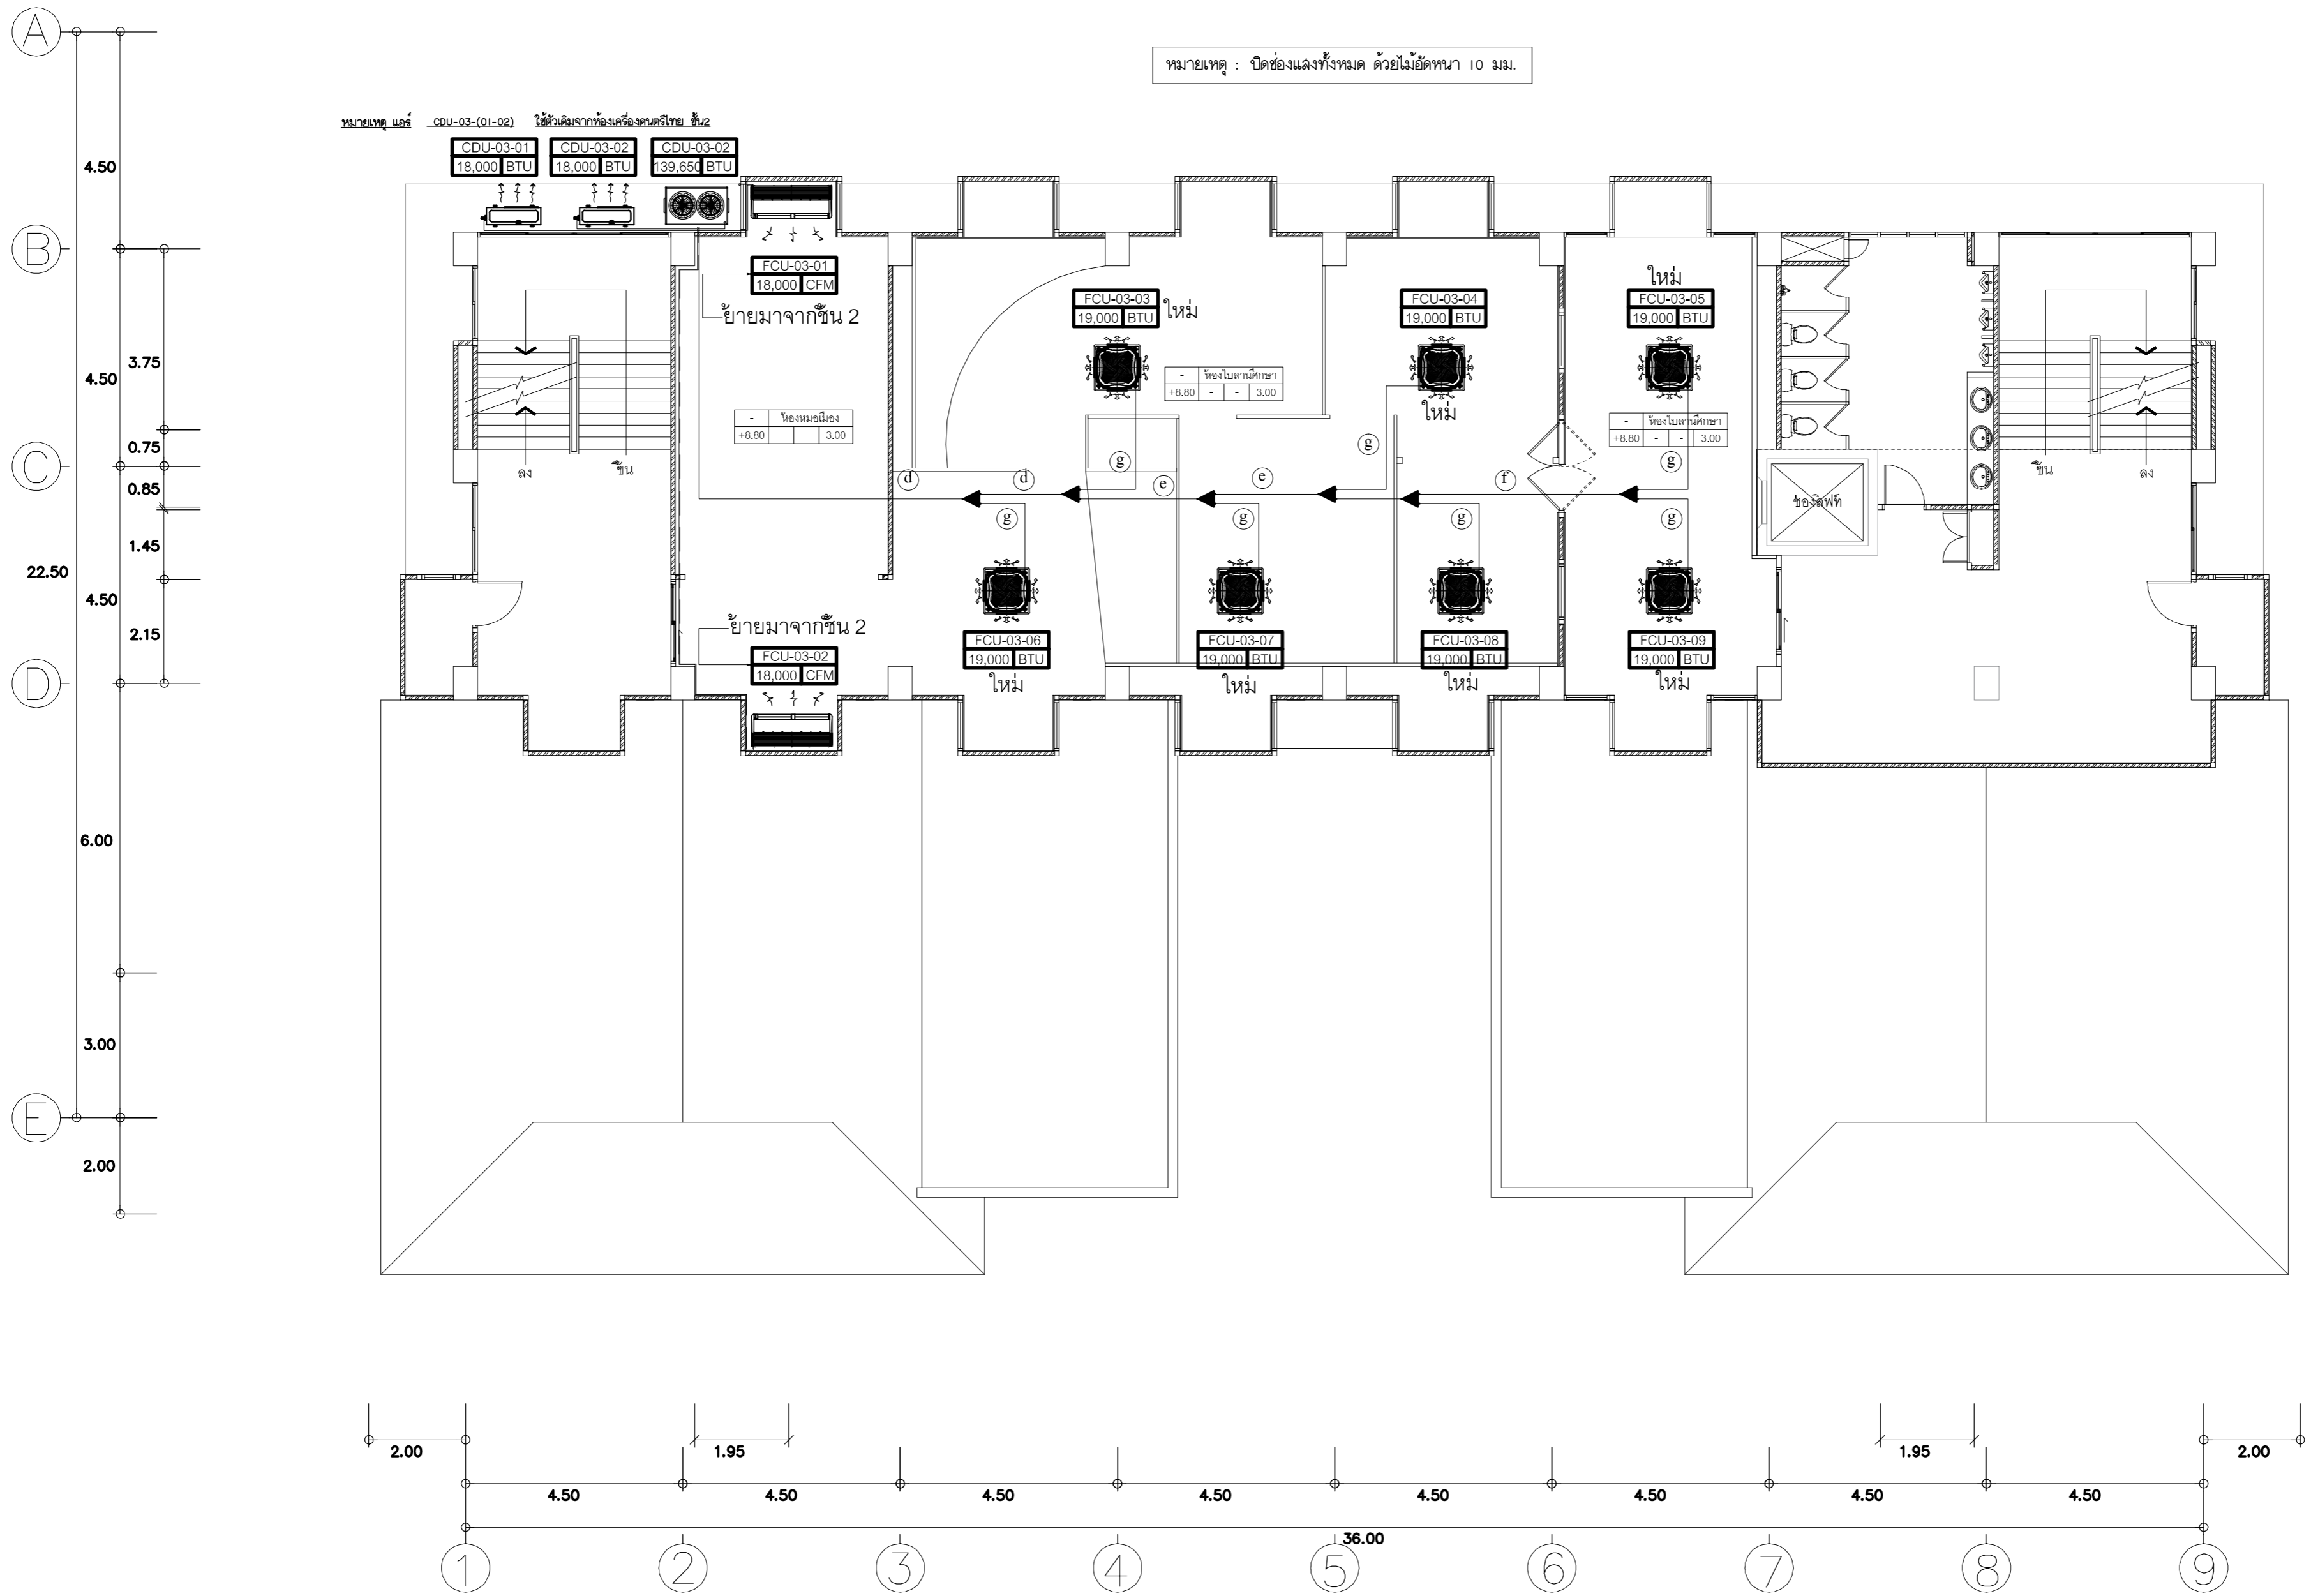 A
หมายเหตุ : ปิดช่องแสงทั้งหมด ด้วยไม้อัดหนา 10 มม.
หมายเหตุ แอร์ CDU-03-(01-02) ใช้ตัวเดิมจากห้องเครื่องดนตรีไทย ชั้น2
CDU-03-01
18,000 BTU
CDU-03-02
18,000 BTU
CDU-03-02
139,650 BTU
4.50
B
FCU-03-01
18,000 CFM
ย้ายมาจากชั้น 2
FCU-03-03
19,000 BTU
ใหม่
FCU-03-04
19,000 BTU
ใหม่
ใหม่
FCU-03-05
19,000 BTU
3.75
4.50
- ห้องใบลานศึกษา
+8.80 - - 3.00
- ห้องหมอเมือง
+8.80 - - 3.00
- ห้องใบลานศึกษา
+8.80 - - 3.00
0.75
C
ลง
ขึ้น
ขึ้น
ลง
g
g
g
d
d
e
e
f
0.85
ช่องลิฟท์
g
g
g
g
1.45
22.50
4.50
2.15
ย้ายมาจากชั้น 2
FCU-03-02
18,000 CFM
FCU-03-06
19,000 BTU
ใหม่
FCU-03-07
19,000 BTU
ใหม่
FCU-03-08
19,000 BTU
ใหม่
FCU-03-09
19,000 BTU
ใหม่
D
6.00
3.00
E
2.00
2.00
1.95
1.95
2.00
4.50
4.50
4.50
4.50
4.50
4.50
4.50
4.50
36.00
1
2
3
4
5
6
7
8
9